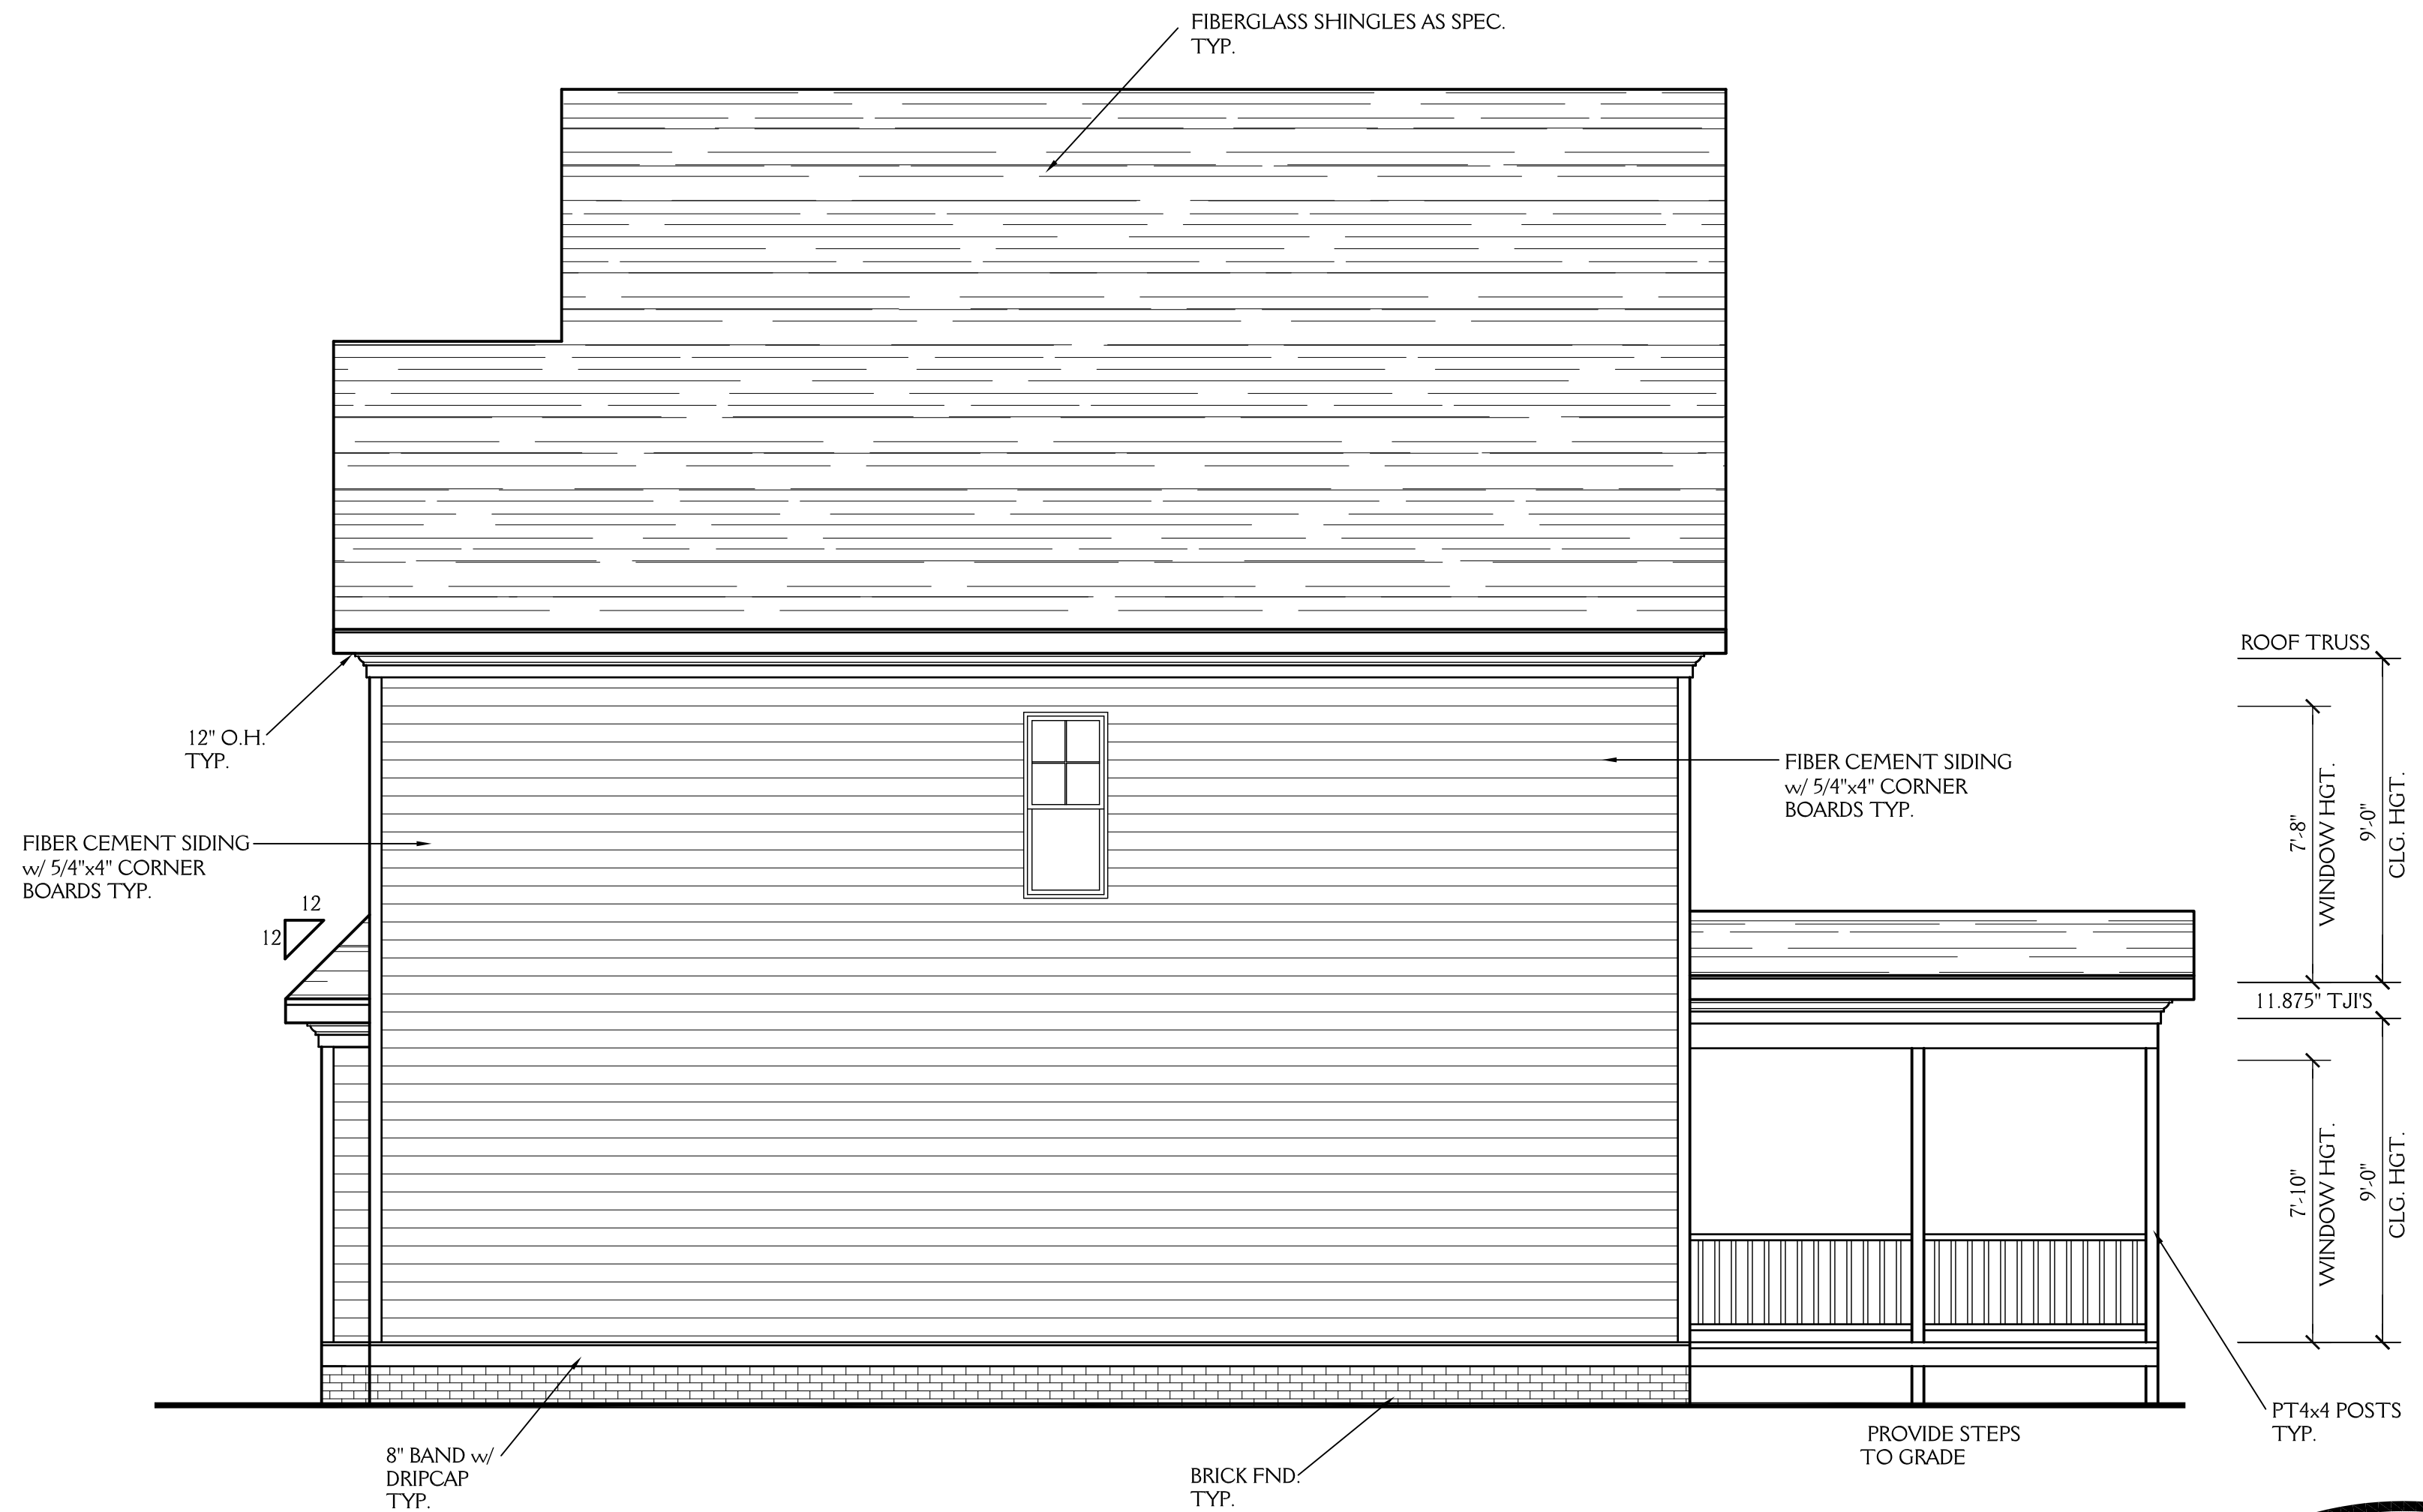 FIBERGLASS SHINGLES AS SPEC.
TYP.
ROOF TRUSS
12" O.H.
TYP.
FIBER CEMENT SIDING
w/ 5/4"x4" CORNER
BOARDS TYP.
FIBER CEMENT SIDING
w/ 5/4"x4" CORNER
BOARDS TYP.
12
12
7'-8"
WINDOW HGT.
9'-0"
CLG. HGT.
11.875" TJI'S
7'-10"
WINDOW HGT.
9'-0"
CLG. HGT.
PT4x4 POSTS
TYP.
PROVIDE STEPS
TO GRADE
8" BAND w/
DRIPCAP
TYP.
BRICK FND.
TYP.